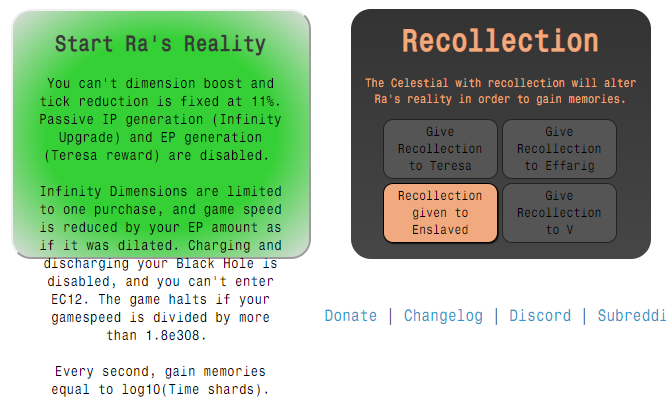 Start Ra's Reality
You can't dimension boost and
tick reduction is fixed at 11%.
Passive IP generation (Infinity
Upgrade) and EP generation
(Teresa reward) are disabled.
Infinity Dimensions are limited
to one purchase, and game speed
is reduced by your EP amount as
if it was dilated. Charging and
discharging your Black Hole is
disabled, and you can't enter
EC12. The game halts if your
gamespeed is divided by more
than 1.8e308.
Every second, gain memories
equal to log10(Time shards).
Recollection
The Celestial with recollection will alter
Ra's reality in order to gain memories.
Give
Recollection
to Teresa
Give
Recollection
to Effarig
Recollection
given to
Enslaved
Give
Recollection
to V
Donate | Changelog | Discord | Subreddi